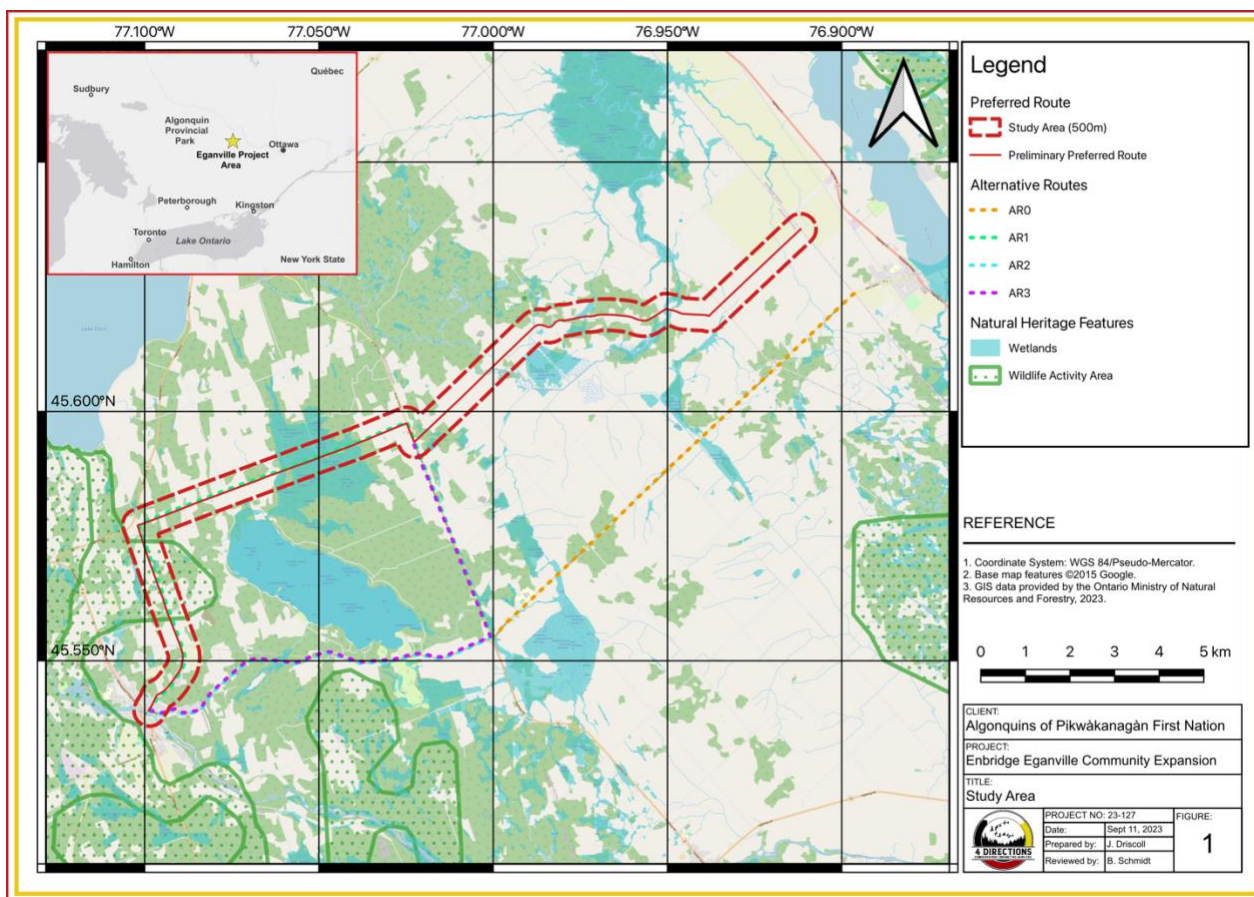 77.100°W
77.050°W
77.000°W
76.950°W
76.900°W
Québec
Sudbury
Algonquin
Provincial
Park
Ottawa
Eganville Project
Area
Peterborough
Kingston
Toronto
Lake Ontario
Hamilton
New York State
45.600°N
45.550°N
Legend
Preferred Route
Study Area (500m)
Preliminary Preferred Route
Alternative Routes
AR0
AR1
AR2
AR3
Natural Heritage Features
Wetlands
Wildlife Activity Area
REFERENCE
1. Coordinate System: WGS 84/Pseudo-Mercator.
2. Base map features ©2015 Google.
3. GIS data provided by the Ontario Ministry of Natural
Resources and Forestry, 2023.
0 1 2 3 4 5 km
CLIENT:
Algonquins of Pikwàkanagàn First Nation
PROJECT:
Enbridge Eganville Community Expansion
TITLE:
Study Area
4 DIRECTIONS
PROJECT NO: 23-127
Date: Sept 11, 2023
Prepared by: J. Driscoll
Reviewed by: B. Schmidt
FIGURE:
1